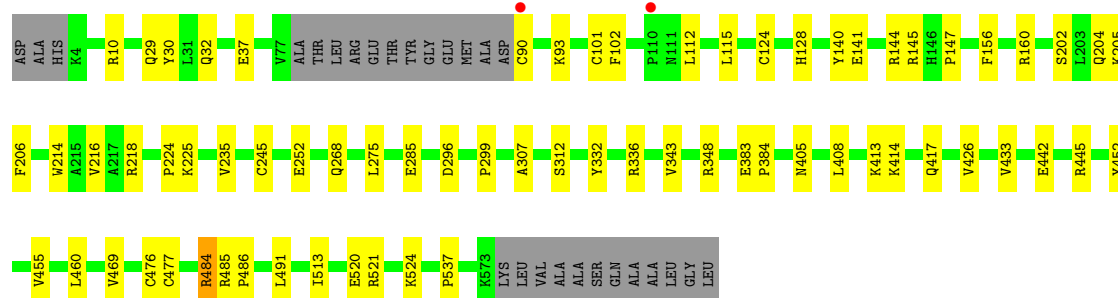 ASP ALA HIS K4 R10 Q29 Y30 L31 Q32 E37 V77 ALA THR LEU ARG GLU THR TYR GLY GLU MET ALA ASP C90 K93 C101 F102 P110 N111 L112 L115 C124 H128 Y140 E141 R144 R145 H146 P147 F156 R160 S202 L203 Q204 K205
F206 W214 A215 V216 A217 R218 P224 K225 V235 C245 E252 Q268 L275 E285 D296 P299 A307 S312 Y332 R336 V343 R348 E383 P384 N405 L408 K413 K414 Q417 V426 V433 E442 R445 Y452
V455 L460 V469 C476 C477 R484 R485 P486 L491 I513 E520 R521 K524 P537 K573 LYS LEU VAL ALA ALA SER GLN ALA ALA LEU GLY LEU